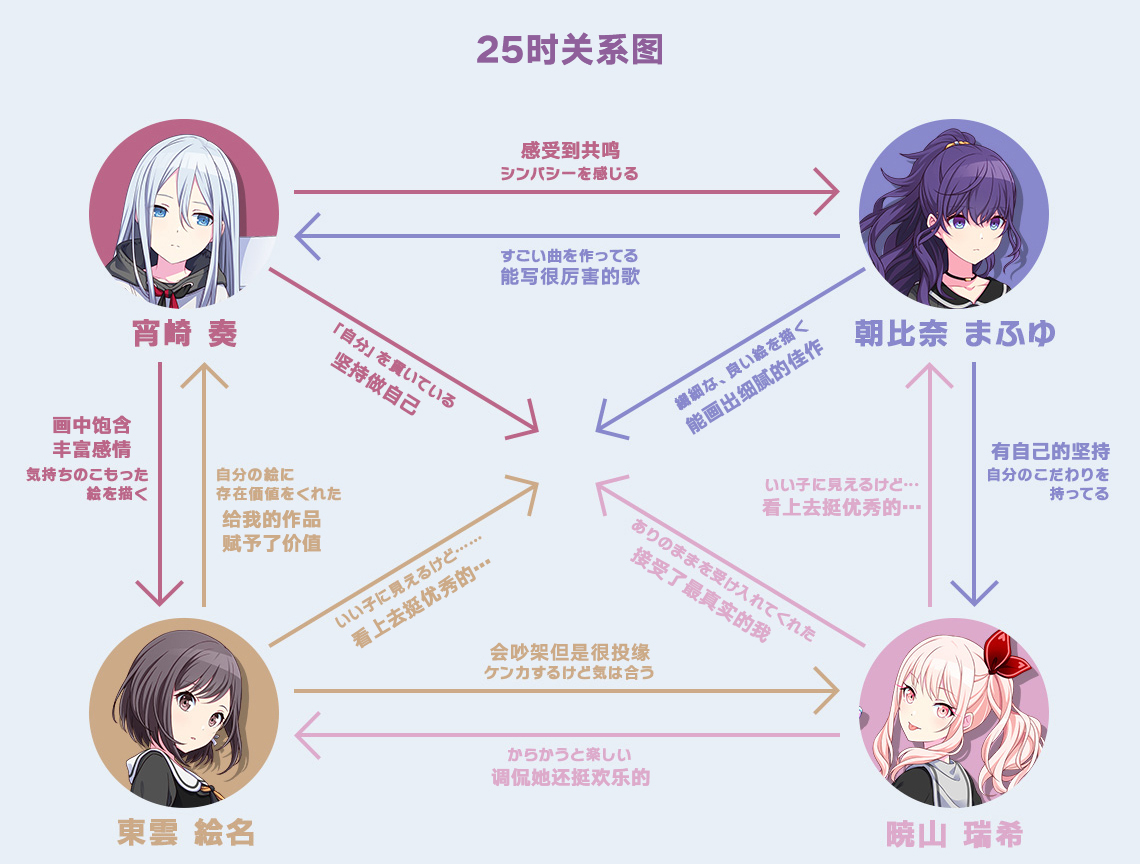 25时关系图
感受到共鸣
シンパシーを感じる
すごい曲を作ってる
能写很厉害的歌
宵崎 奏
朝比奈 まふゆ
「自分」を貫いている
坚持做自己
繊細な、良い絵を描く
能画出细腻的佳作
画中饱含
丰富感情
気持ちのこもった
絵を描く
自分の絵に
存在価値をくれた
给我的作品
赋予了价值
いい子に見えるけど…
看上去挺优秀的…
有自己的坚持
自分のこだわりを
持ってる
いい子に見えるけど……
看上去挺优秀的…
ありのままを受け入れてくれた
接受了最真实的我
会吵架但是很投缘
ケンカするけど気は合う
からかうと楽しい
调侃她还挺欢乐的
東雲 絵名
暁山 瑞希